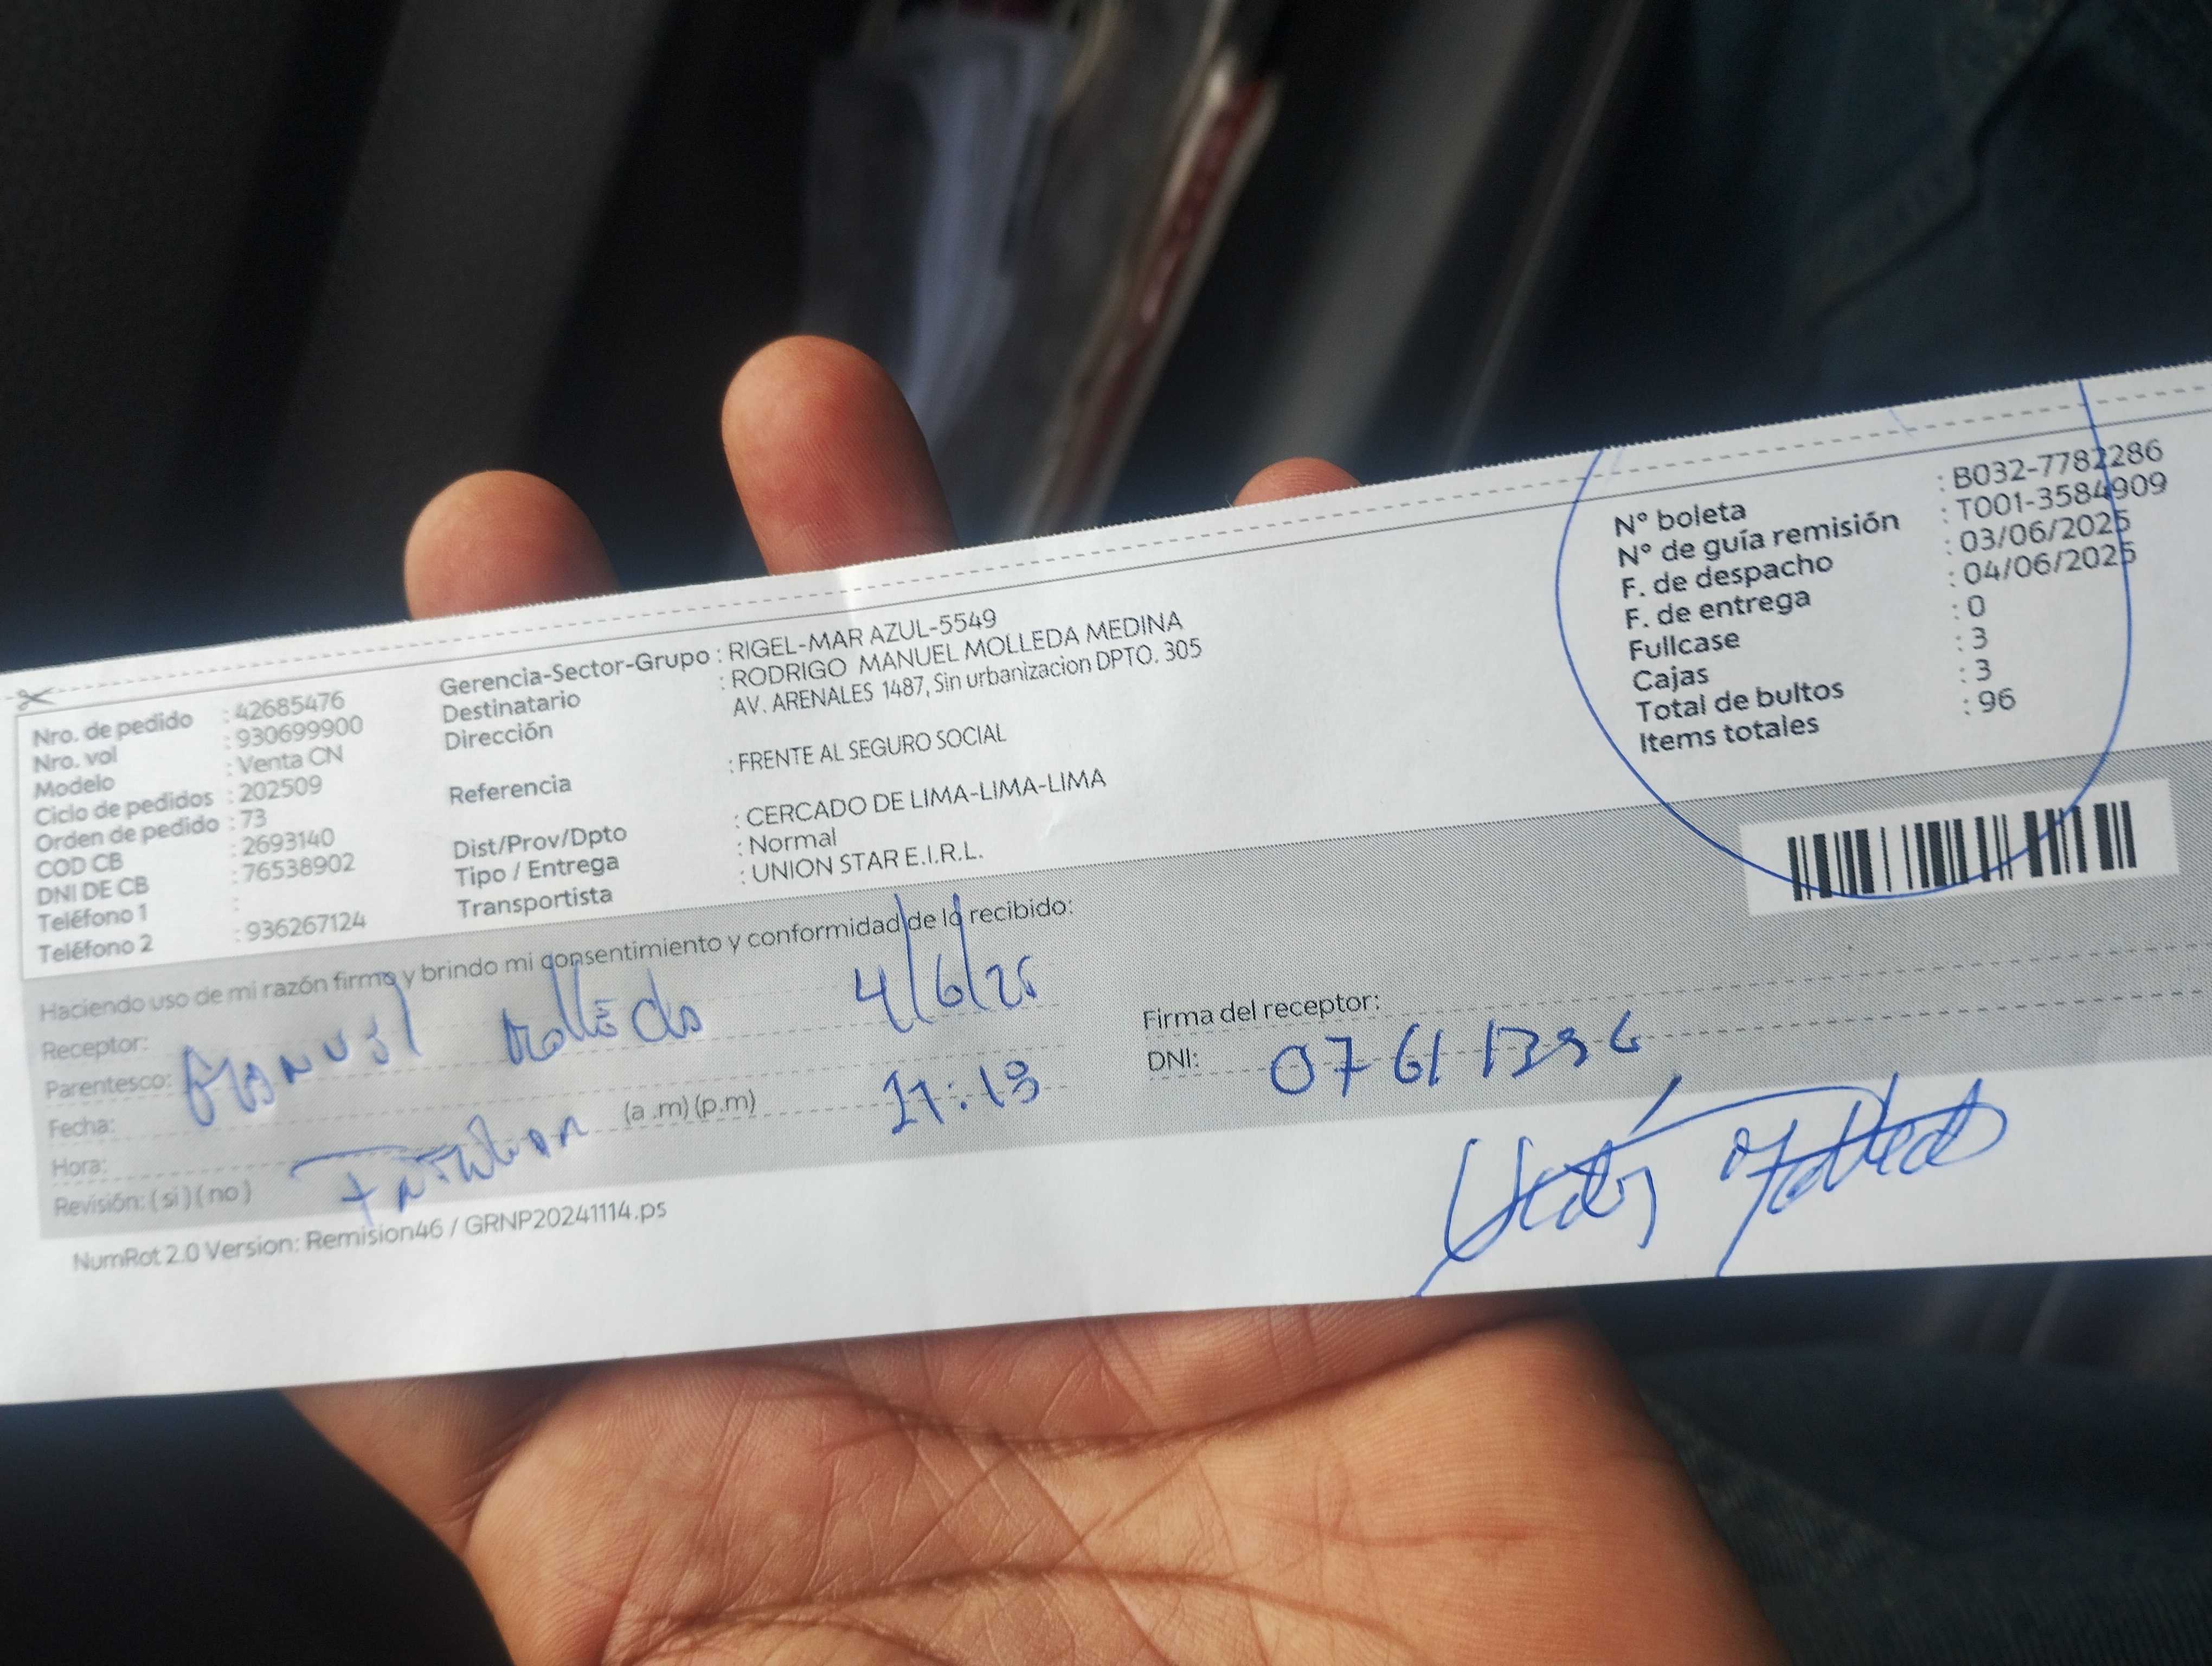 Nro. de pedido : 42685476
Nro. vol : 930699900
Modelo : Venta CN
Ciclo de pedidos : 202509
Orden de pedido : 73
COD CB : 2693140
DNI DE CB : 76538902
Teléfono 1 :
Teléfono 2 : 936267124
Gerencia-Sector-Grupo : RIGEL-MAR AZUL-5549
Destinatario : RODRIGO MANUEL MOLLEDA MEDINA
Dirección AV. ARENALES 1487, Sin urbanizacion DPTO. 305
Referencia : FRENTE AL SEGURO SOCIAL
Dist/Prov/Dpto : CERCADO DE LIMA-LIMA-LIMA
Tipo / Entrega : Normal
Transportista : UNION STAR E.I.R.L.
N° boleta : B032-7782286
N° de guía remisión : T001-3584909
F. de despacho : 03/06/2025
F. de entrega : 04/06/2025
Fullcase : 0
Cajas : 3
Total de bultos : 3
Items totales : 96
Haciendo uso de mi razón firmo y brindo mi consentimiento y conformidad de lo recibido:
Receptor:
Parentesco: Manuel Molleda 4/6/25
Fecha:
Hora: (a .m) (p.m)
Revisión: ( si ) ( no )
Firma del receptor:
DNI:
NumRot 2.0 Version: Remision46 / GRNP20241114.ps